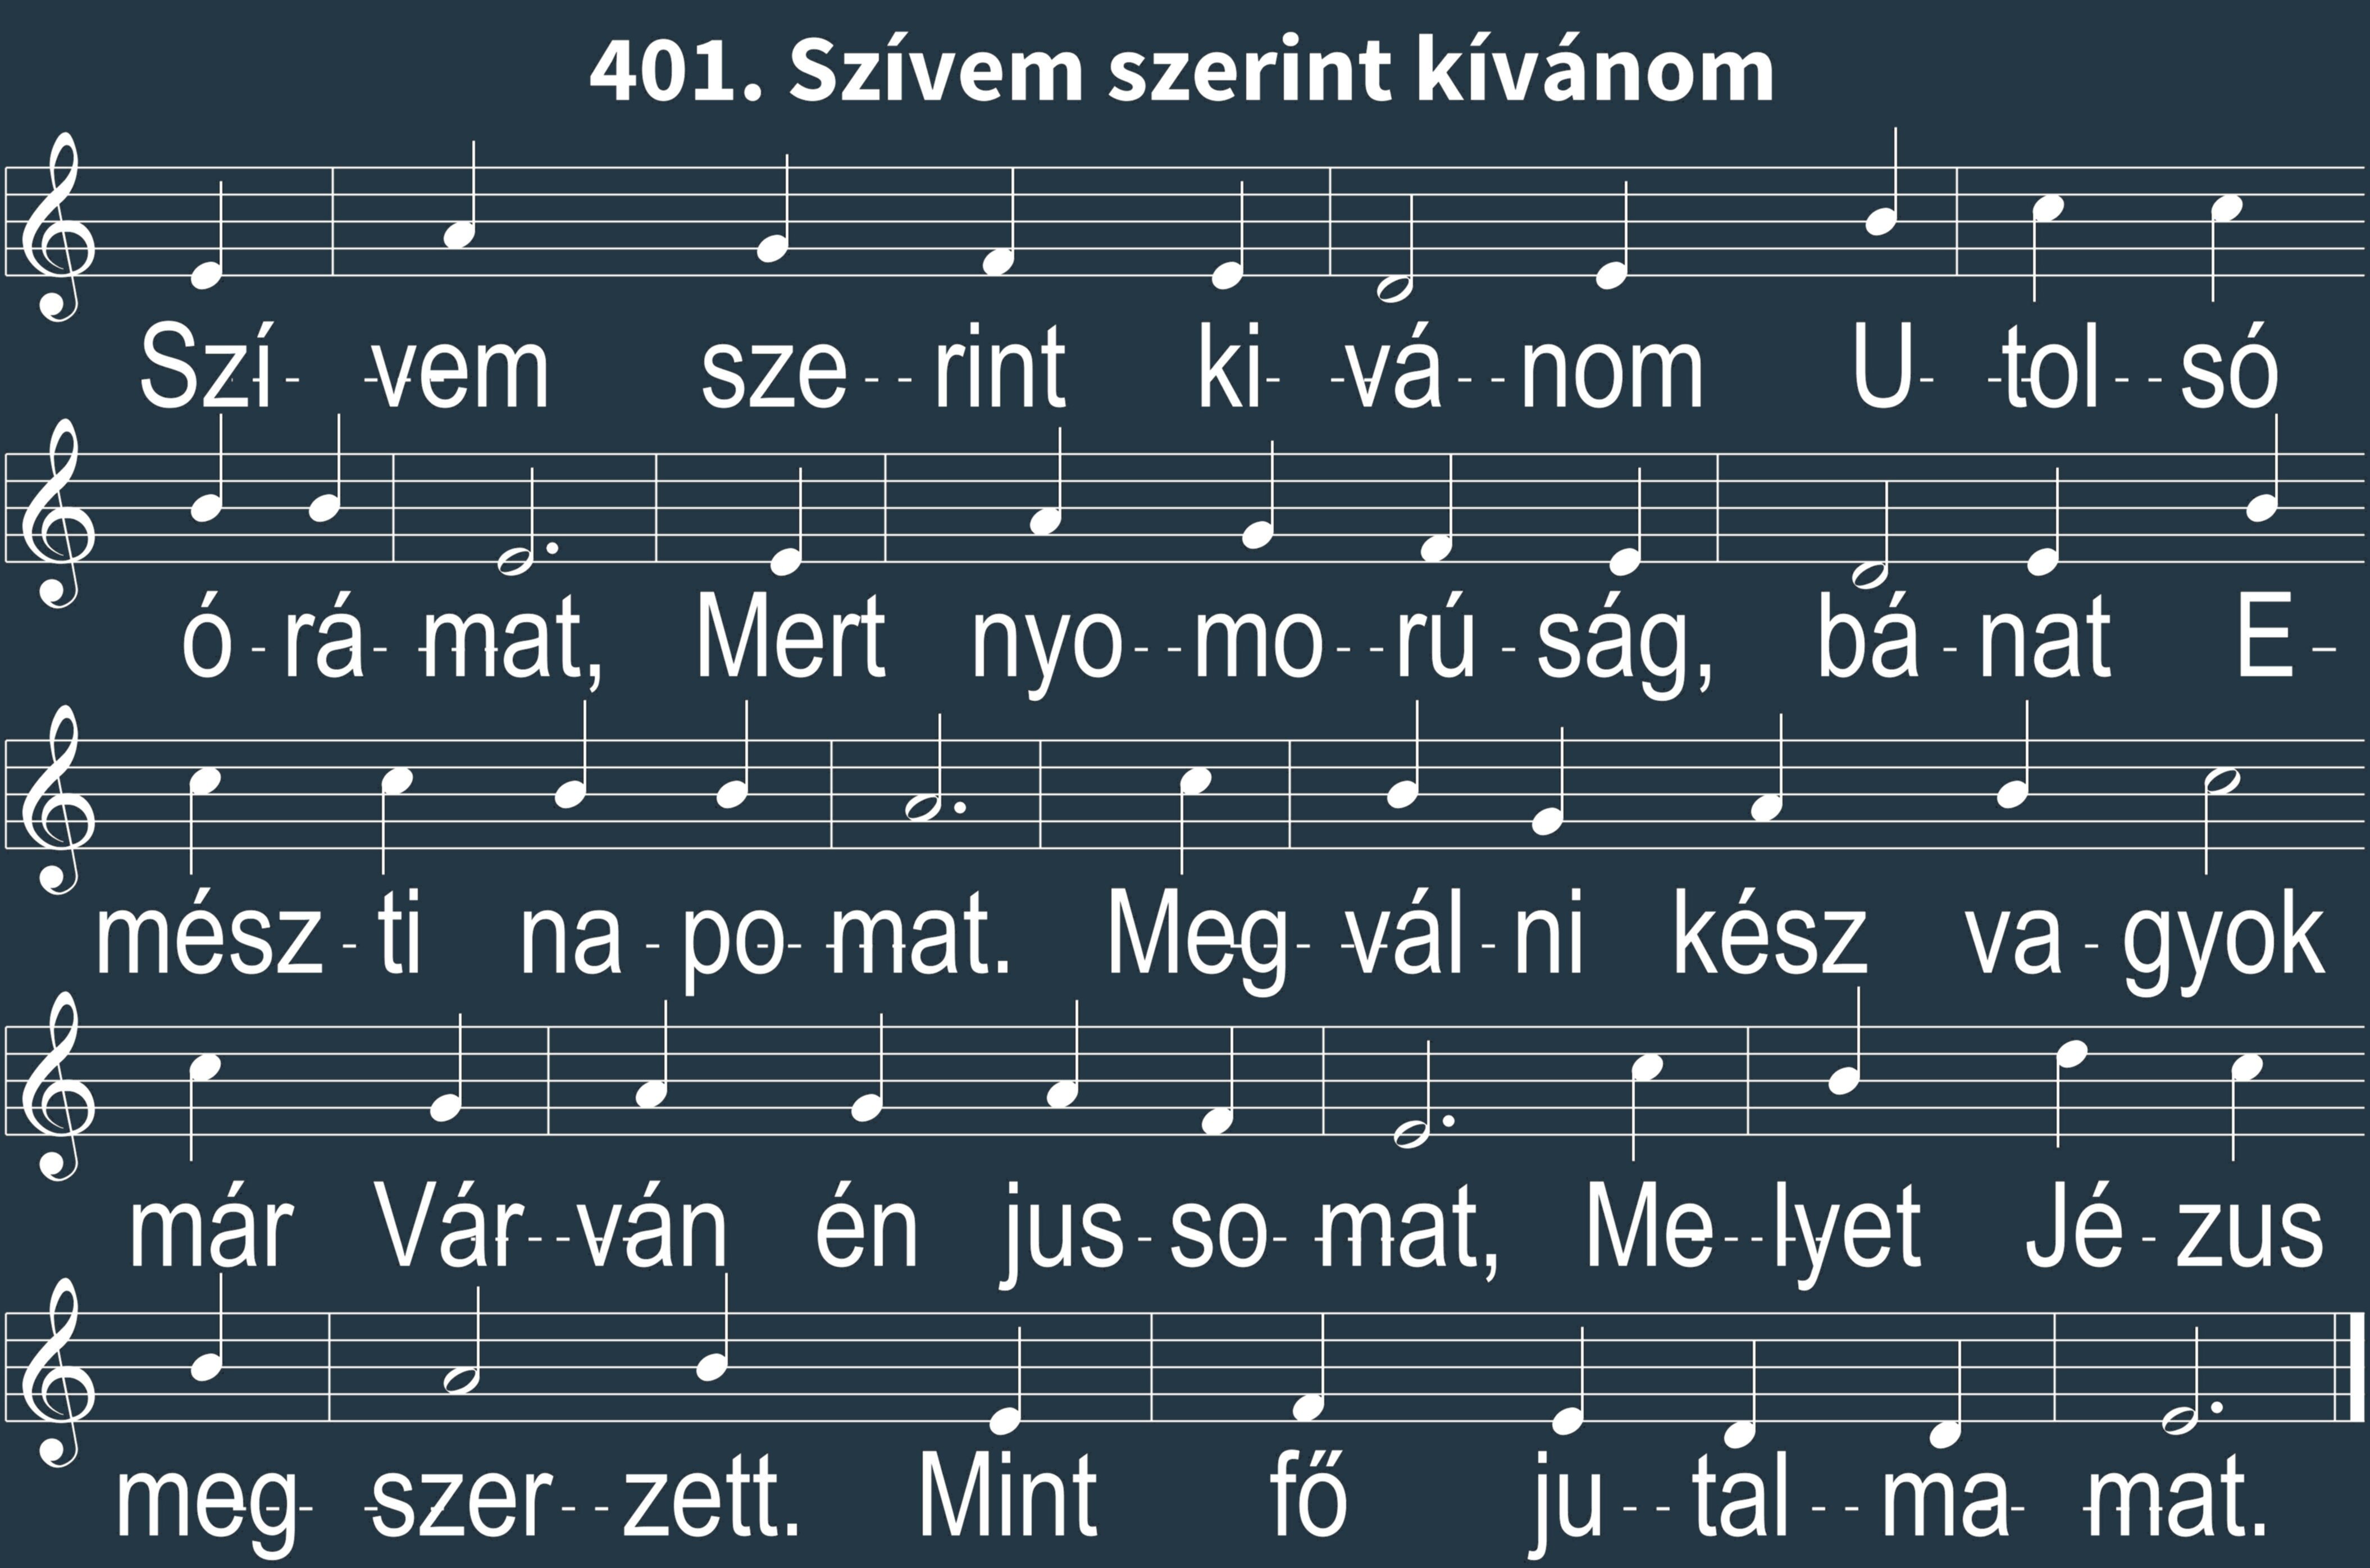 401. Szívem szerint kívánom
Szí- -vem sze--rint ki- -vá--nom U- -tol--só
ó-rá- -mat, Mert nyo--mo--rú-ság, bá-nat E-
mész-ti na-po- -mat. Meg- -vál-ni kész va-gyok
már Vár--ván én jus-so- -mat, Me--lyet Jé-zus
meg- -szer--zett. Mint fő ju--tal--ma- -mat.